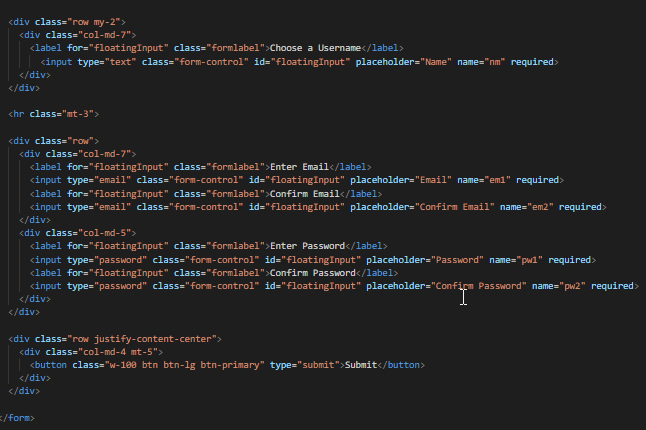 <div class="row my-2">
<div class="col-md-7">
<label for="floatingInput" class="formlabel">Choose a Username</label>
<input type="text" class="form-control" id="floatingInput" placeholder="Name" name="nm" required>
</div>
</div>
<hr class="mt-3">
<div class="row">
<div class="col-md-7">
<label for="floatingInput" class="formlabel">Enter Email</label>
<input type="email" class="form-control" id="floatingInput" placeholder="Email" name="em1" required>
<label for="floatingInput" class="formlabel">Confirm Email</label>
<input type="email" class="form-control" id="floatingInput" placeholder="Confirm Email" name="em2" required>
</div>
<div class="col-md-5">
<label for="floatingInput" class="formlabel">Enter Password</label>
<input type="password" class="form-control" id="floatingInput" placeholder="Password" name="pw1" required>
<label for="floatingInput" class="formlabel">Confirm Password</label>
<input type="password" class="form-control" id="floatingInput" placeholder="Confirm Password" name="pw2" required>
</div>
</div>
<div class="row justify-content-center">
<div class="col-md-4 mt-5">
<button class="w-100 btn btn-lg btn-primary" type="submit">Submit</button>
</div>
</div>
</form>